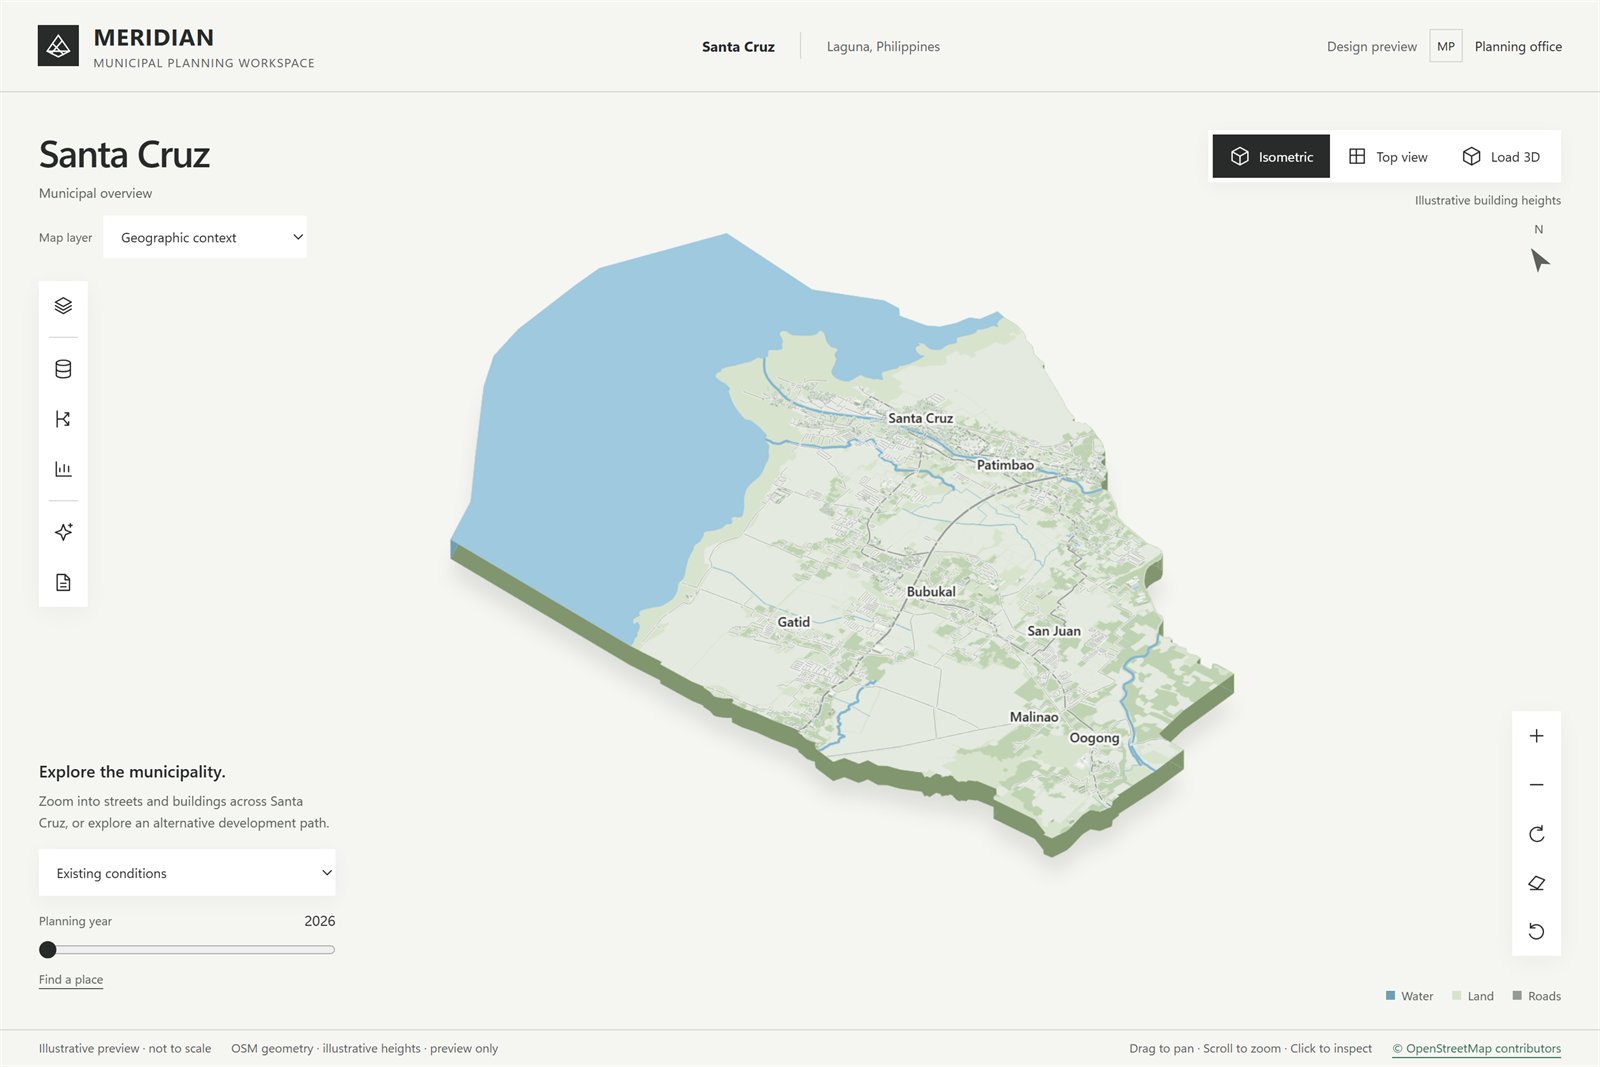 MERIDIAN
MUNICIPAL PLANNING WORKSPACE
Santa Cruz
Laguna, Philippines
Design preview
MP
Planning office
Santa Cruz
Municipal overview
Map layer
Geographic context
Isometric
Top view
Load 3D
Illustrative building heights
N
Santa Cruz
Patimbao
Bubukal
Gatid
San Juan
Malinao
Oogong
Explore the municipality.
Zoom into streets and buildings across Santa
Cruz, or explore an alternative development path.
Existing conditions
Planning year
2026
Find a place
Water
Land
Roads
Illustrative preview · not to scale
OSM geometry · illustrative heights · preview only
Drag to pan · Scroll to zoom · Click to inspect
© OpenStreetMap contributors